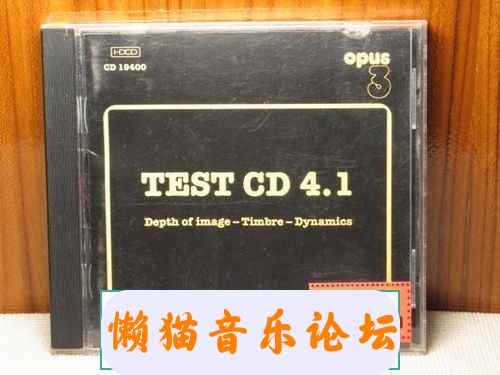 HDCD
CD 19400
opus
3
TEST CD 4.1
Depth of image – Timbre – Dynamics
懒猫音乐论坛